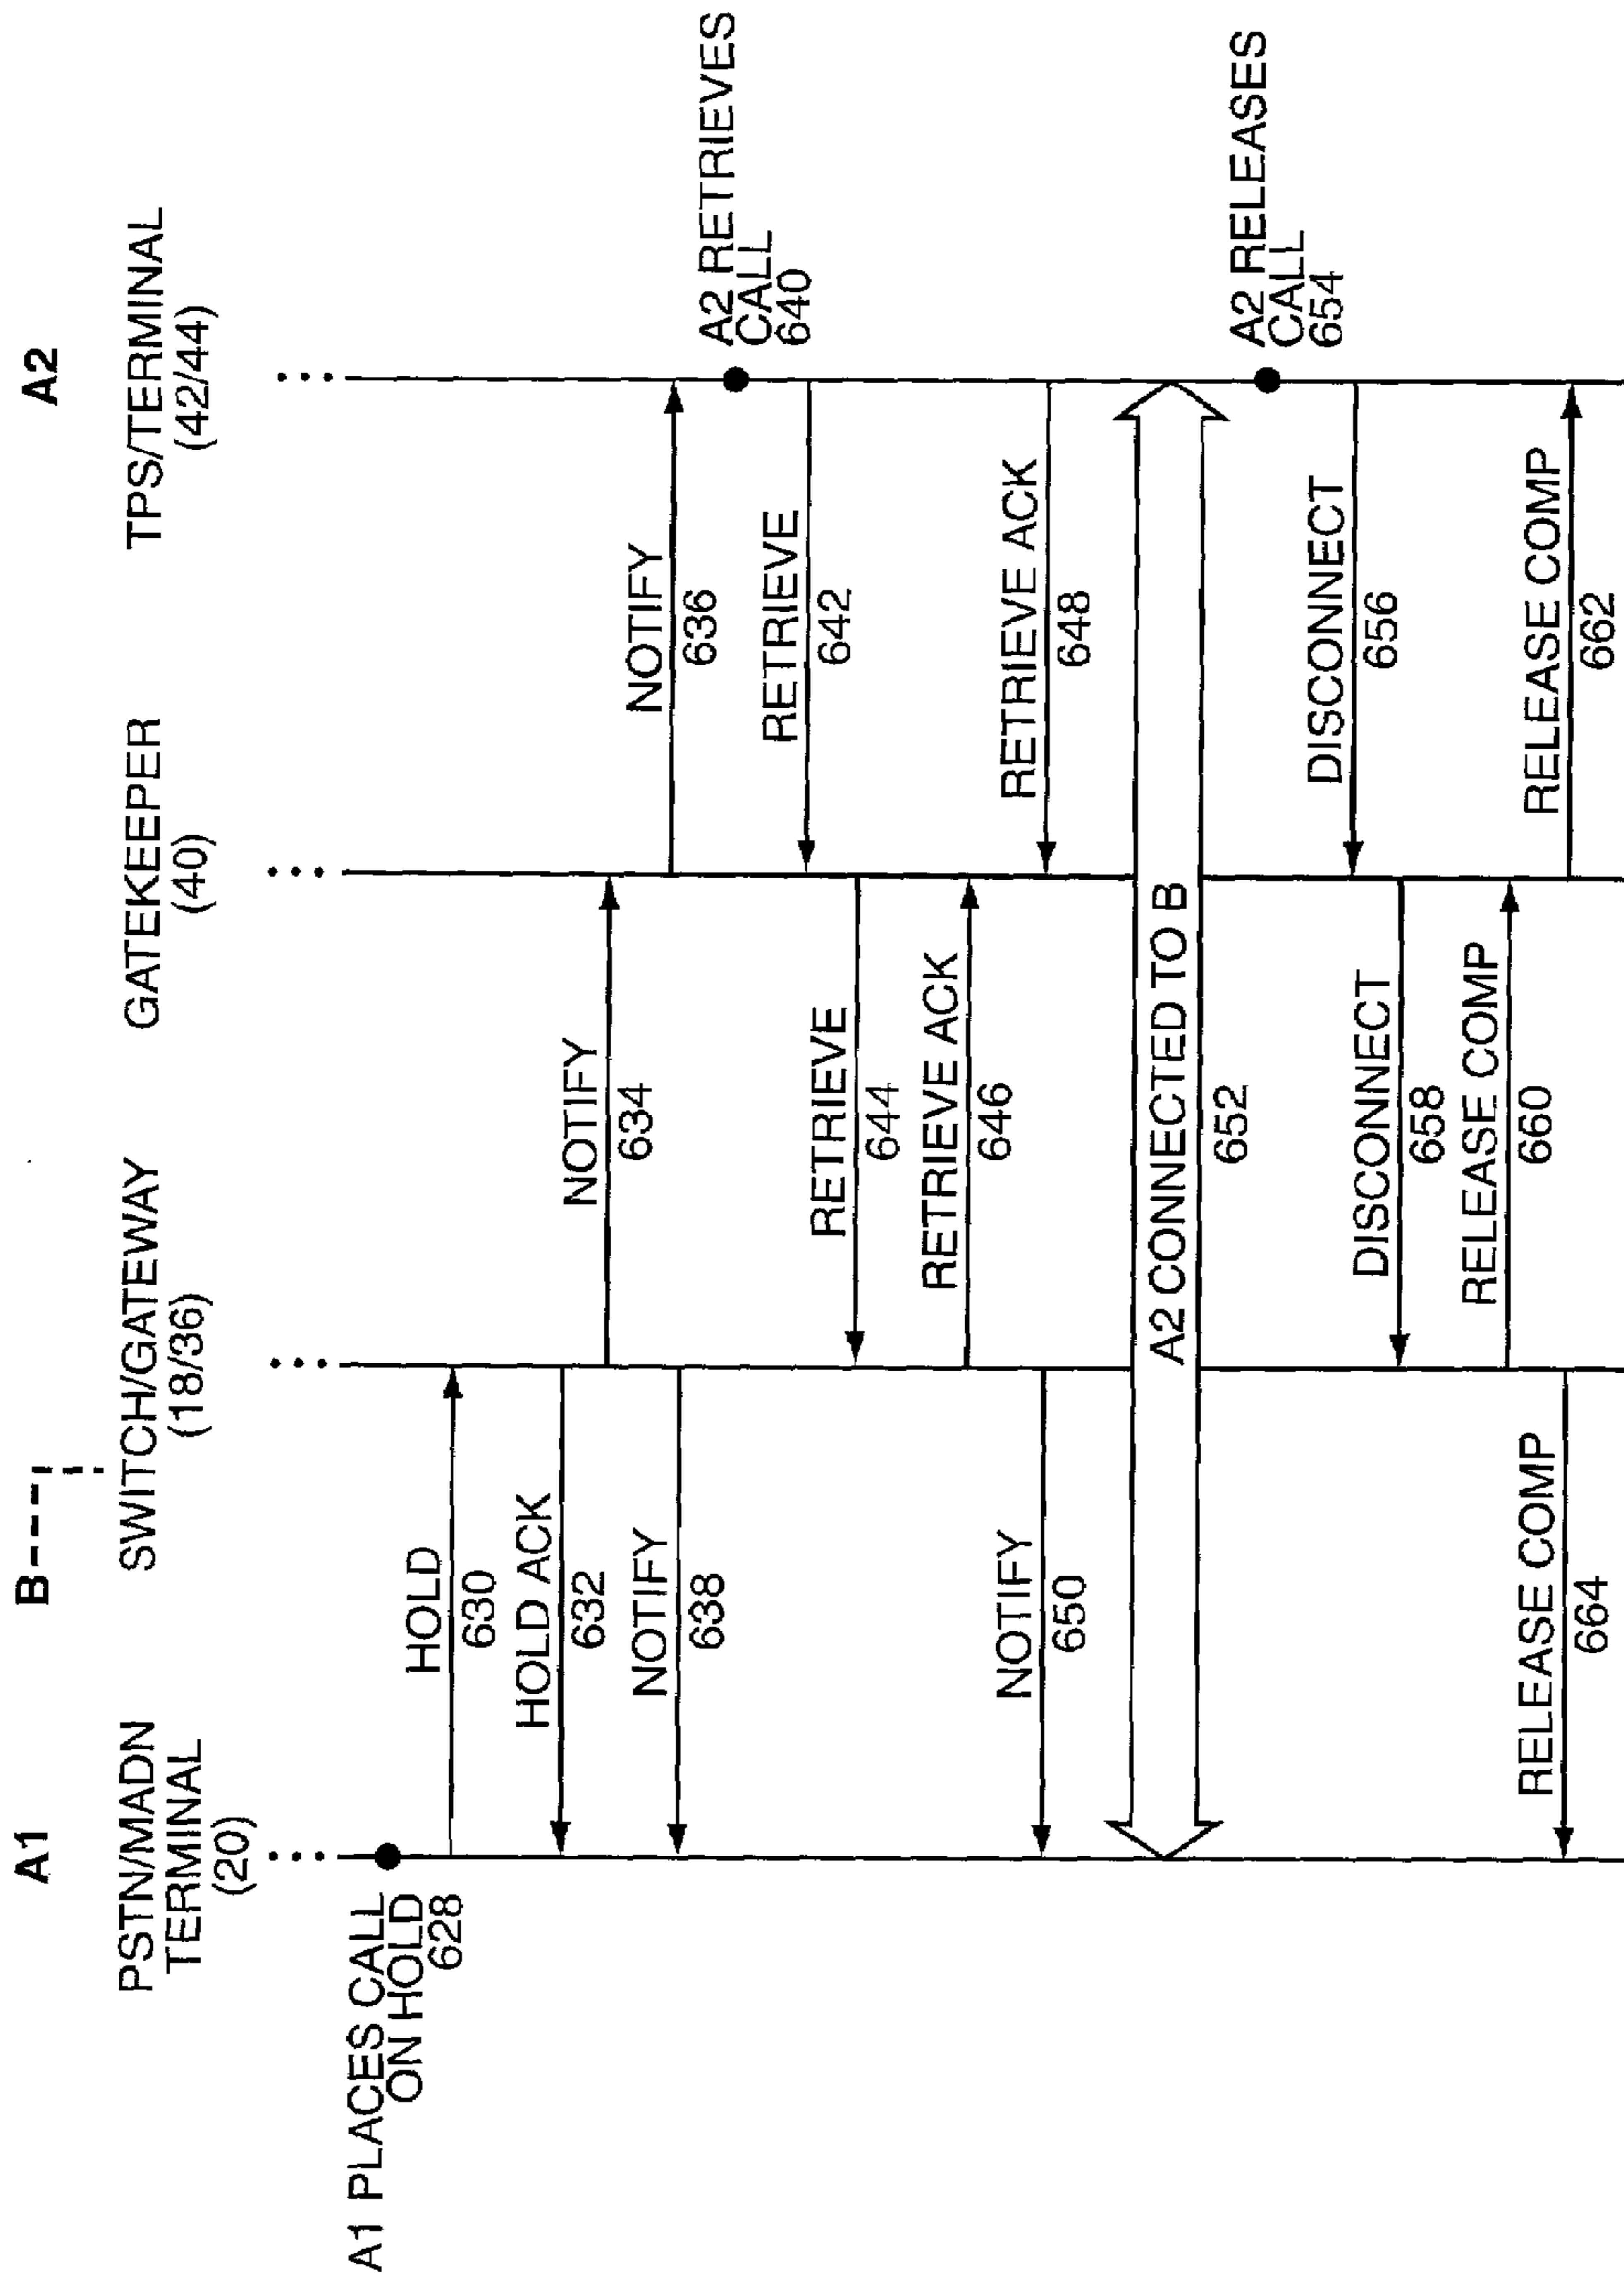 A1
B
A2
PSTN/MADN
TERMINAL
(20)
SWITCH/GATEWAY
(18/36)
GATEKEEPER
(40)
TPS/TERMINAL
(42/44)
A1 PLACES CALL
ON HOLD
628
HOLD
630
HOLD ACK
632
NOTIFY
634
NOTIFY
636
NOTIFY
638
A2 RETRIEVES
CALL
640
RETRIEVE
642
RETRIEVE
644
RETRIEVE ACK
646
RETRIEVE ACK
648
NOTIFY
650
A2 CONNECTED TO B
652
A2 RELEASES
CALL
654
DISCONNECT
656
DISCONNECT
658
RELEASE COMP
660
RELEASE COMP
662
RELEASE COMP
664